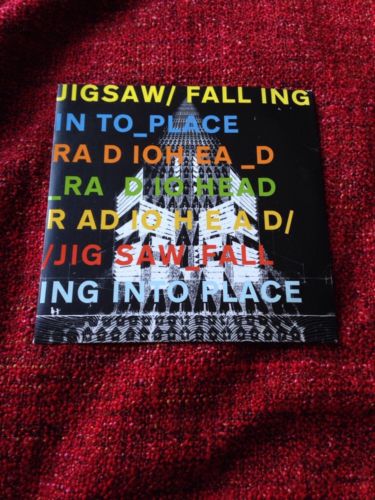 JIGSAW/ FALL ING
IN TO_PLACE
RA D IOH EA _D
_RA D IO HEAD
R AD IO H E A D/
/JIG SAW_FALL
ING INTO PLACE